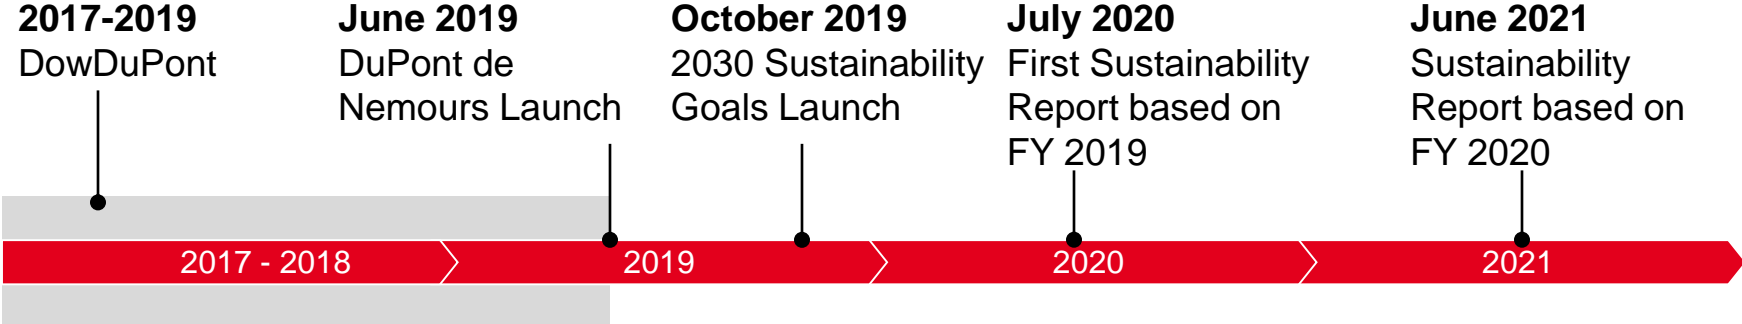 2017-2019
DowDuPont
June 2019
DuPont de
Nemours Launch
October 2019
2030 Sustainability
Goals Launch
July 2020
First Sustainability
Report based on
FY 2019
June 2021
Sustainability
Report based on
FY 2020
2017 - 2018
2019
2020
2021